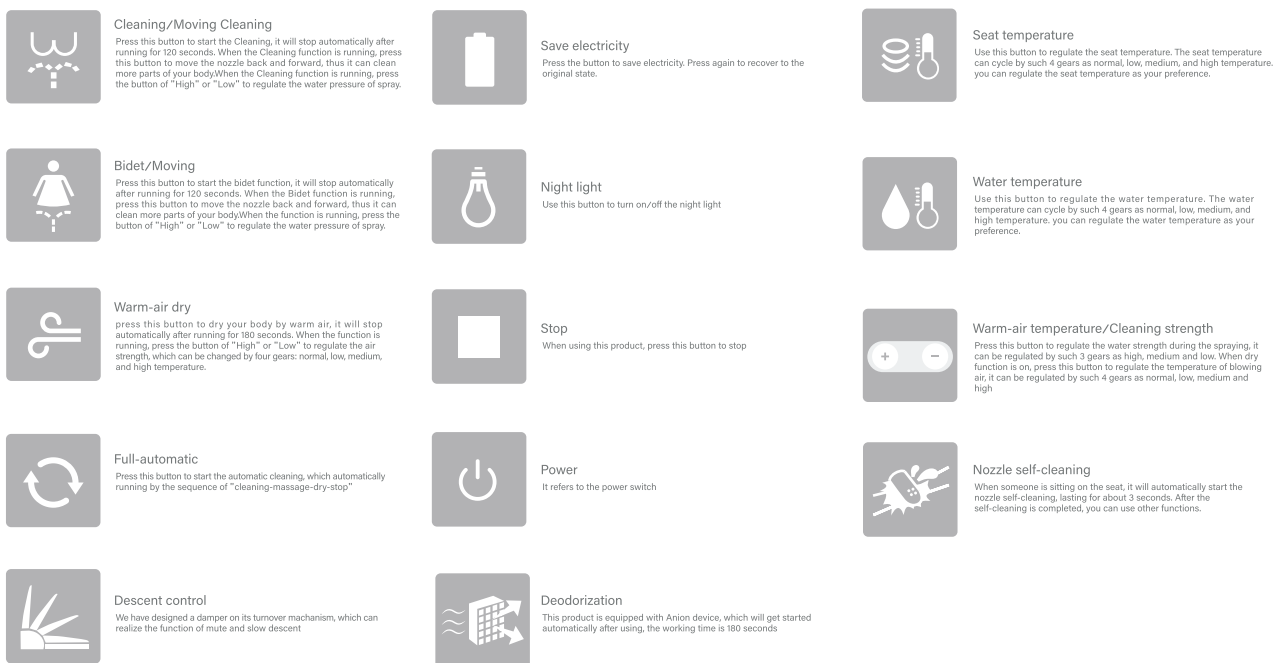 Cleaning/Moving Cleaning
Press this button to start the Cleaning, it will stop automatically after
running for 120 seconds. When the Cleaning function is running, press
this button to move the nozzle back and forward, thus it can clean
more parts of your body.When the Cleaning function is running, press
the button of "High" or "Low" to regulate the water pressure of spray.
Bidet/Moving
Press this button to start the bidet function, it will stop automatically
after running for 120 seconds. When the Bidet function is running,
press this button to move the nozzle back and forward, thus it can
clean more parts of your body.When the function is running, press the
button of "High" or "Low" to regulate the water pressure of spray.
Warm-air dry
press this button to dry your body by warm air, it will stop
automatically after running for 180 seconds. When the function is
running, press the button of "High" or "Low" to regulate the air
strength, which can be changed by four gears: normal, low, medium,
and high temperature.
Full-automatic
Press this button to start the automatic cleaning, which automatically
running by the sequence of "cleaning-massage-dry-stop"
Descent control
We have designed a damper on its turnover machanism, which can
realize the function of mute and slow descent
Save electricity
Press the button to save electricity. Press again to recover to the
original state.
Night light
Use this button to turn on/off the night light
Stop
When using this product, press this button to stop
Power
It refers to the power switch
Deodorization
This product is equipped with Anion device, which will get started
automatically after using, the working time is 180 seconds
Seat temperature
Use this button to regulate the seat temperature. The seat temperature
can cycle by such 4 gears as normal, low, medium, and high temperature.
you can regulate the seat temperature as your preference.
Water temperature
Use this button to regulate the water temperature. The water
temperature can cycle by such 4 gears as normal, low, medium, and
high temperature. you can regulate the water temperature as your
preference.
Warm-air temperature/Cleaning strength
Press this button to regulate the water strength during the spraying, it
can be regulated by such 3 gears as high, medium and low. When dry
function is on, press this button to regulate the temperature of blowing
air, it can be regulated by such 4 gears as normal, low, medium and
high
+ −
Nozzle self-cleaning
When someone is sitting on the seat, it will automatically start the
nozzle self-cleaning, lasting for about 3 seconds. After the
self-cleaning is completed, you can use other functions.